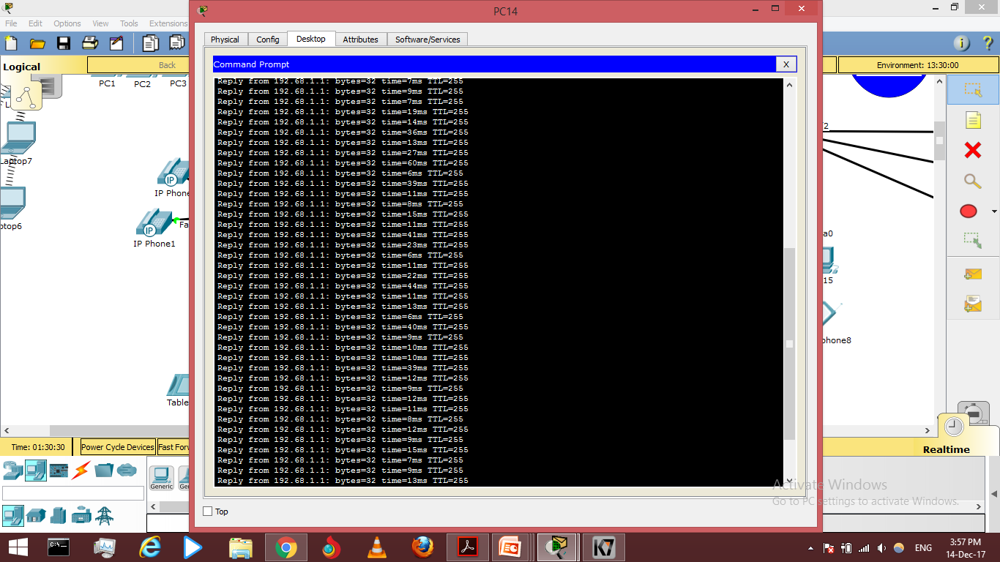 PC14
File Edit Options View Tools Extensions
Physical Config Desktop Attributes Software/Services
Logical
Back
Environment: 13:30:00
Command Prompt
X
PC1 PC2 PC3
Laptop7
IP Phone
IP Phone1
Fa
ptop6
Table
/2
a0
15
phone8
Reply from 192.68.1.1: bytes=32 time=7ms TTL=255
Reply from 192.68.1.1: bytes=32 time=9ms TTL=255
Reply from 192.68.1.1: bytes=32 time=7ms TTL=255
Reply from 192.68.1.1: bytes=32 time=19ms TTL=255
Reply from 192.68.1.1: bytes=32 time=14ms TTL=255
Reply from 192.68.1.1: bytes=32 time=36ms TTL=255
Reply from 192.68.1.1: bytes=32 time=13ms TTL=255
Reply from 192.68.1.1: bytes=32 time=27ms TTL=255
Reply from 192.68.1.1: bytes=32 time=60ms TTL=255
Reply from 192.68.1.1: bytes=32 time=6ms TTL=255
Reply from 192.68.1.1: bytes=32 time=39ms TTL=255
Reply from 192.68.1.1: bytes=32 time=11ms TTL=255
Reply from 192.68.1.1: bytes=32 time=8ms TTL=255
Reply from 192.68.1.1: bytes=32 time=15ms TTL=255
Reply from 192.68.1.1: bytes=32 time=11ms TTL=255
Reply from 192.68.1.1: bytes=32 time=41ms TTL=255
Reply from 192.68.1.1: bytes=32 time=23ms TTL=255
Reply from 192.68.1.1: bytes=32 time=6ms TTL=255
Reply from 192.68.1.1: bytes=32 time=11ms TTL=255
Reply from 192.68.1.1: bytes=32 time=22ms TTL=255
Reply from 192.68.1.1: bytes=32 time=44ms TTL=255
Reply from 192.68.1.1: bytes=32 time=11ms TTL=255
Reply from 192.68.1.1: bytes=32 time=13ms TTL=255
Reply from 192.68.1.1: bytes=32 time=6ms TTL=255
Reply from 192.68.1.1: bytes=32 time=40ms TTL=255
Reply from 192.68.1.1: bytes=32 time=9ms TTL=255
Reply from 192.68.1.1: bytes=32 time=10ms TTL=255
Reply from 192.68.1.1: bytes=32 time=10ms TTL=255
Reply from 192.68.1.1: bytes=32 time=39ms TTL=255
Reply from 192.68.1.1: bytes=32 time=12ms TTL=255
Reply from 192.68.1.1: bytes=32 time=9ms TTL=255
Reply from 192.68.1.1: bytes=32 time=12ms TTL=255
Reply from 192.68.1.1: bytes=32 time=11ms TTL=255
Reply from 192.68.1.1: bytes=32 time=8ms TTL=255
Reply from 192.68.1.1: bytes=32 time=12ms TTL=255
Reply from 192.68.1.1: bytes=32 time=9ms TTL=255
Reply from 192.68.1.1: bytes=32 time=15ms TTL=255
Reply from 192.68.1.1: bytes=32 time=7ms TTL=255
Reply from 192.68.1.1: bytes=32 time=9ms TTL=255
Reply from 192.68.1.1: bytes=32 time=13ms TTL=255
Top
Time: 01:30:30 Power Cycle Devices Fast Forw
Realtime
Generic Ge
Activate Windows
Go to PC settings to activate Windows.
ENG
3:57 PM
14-Dec-17